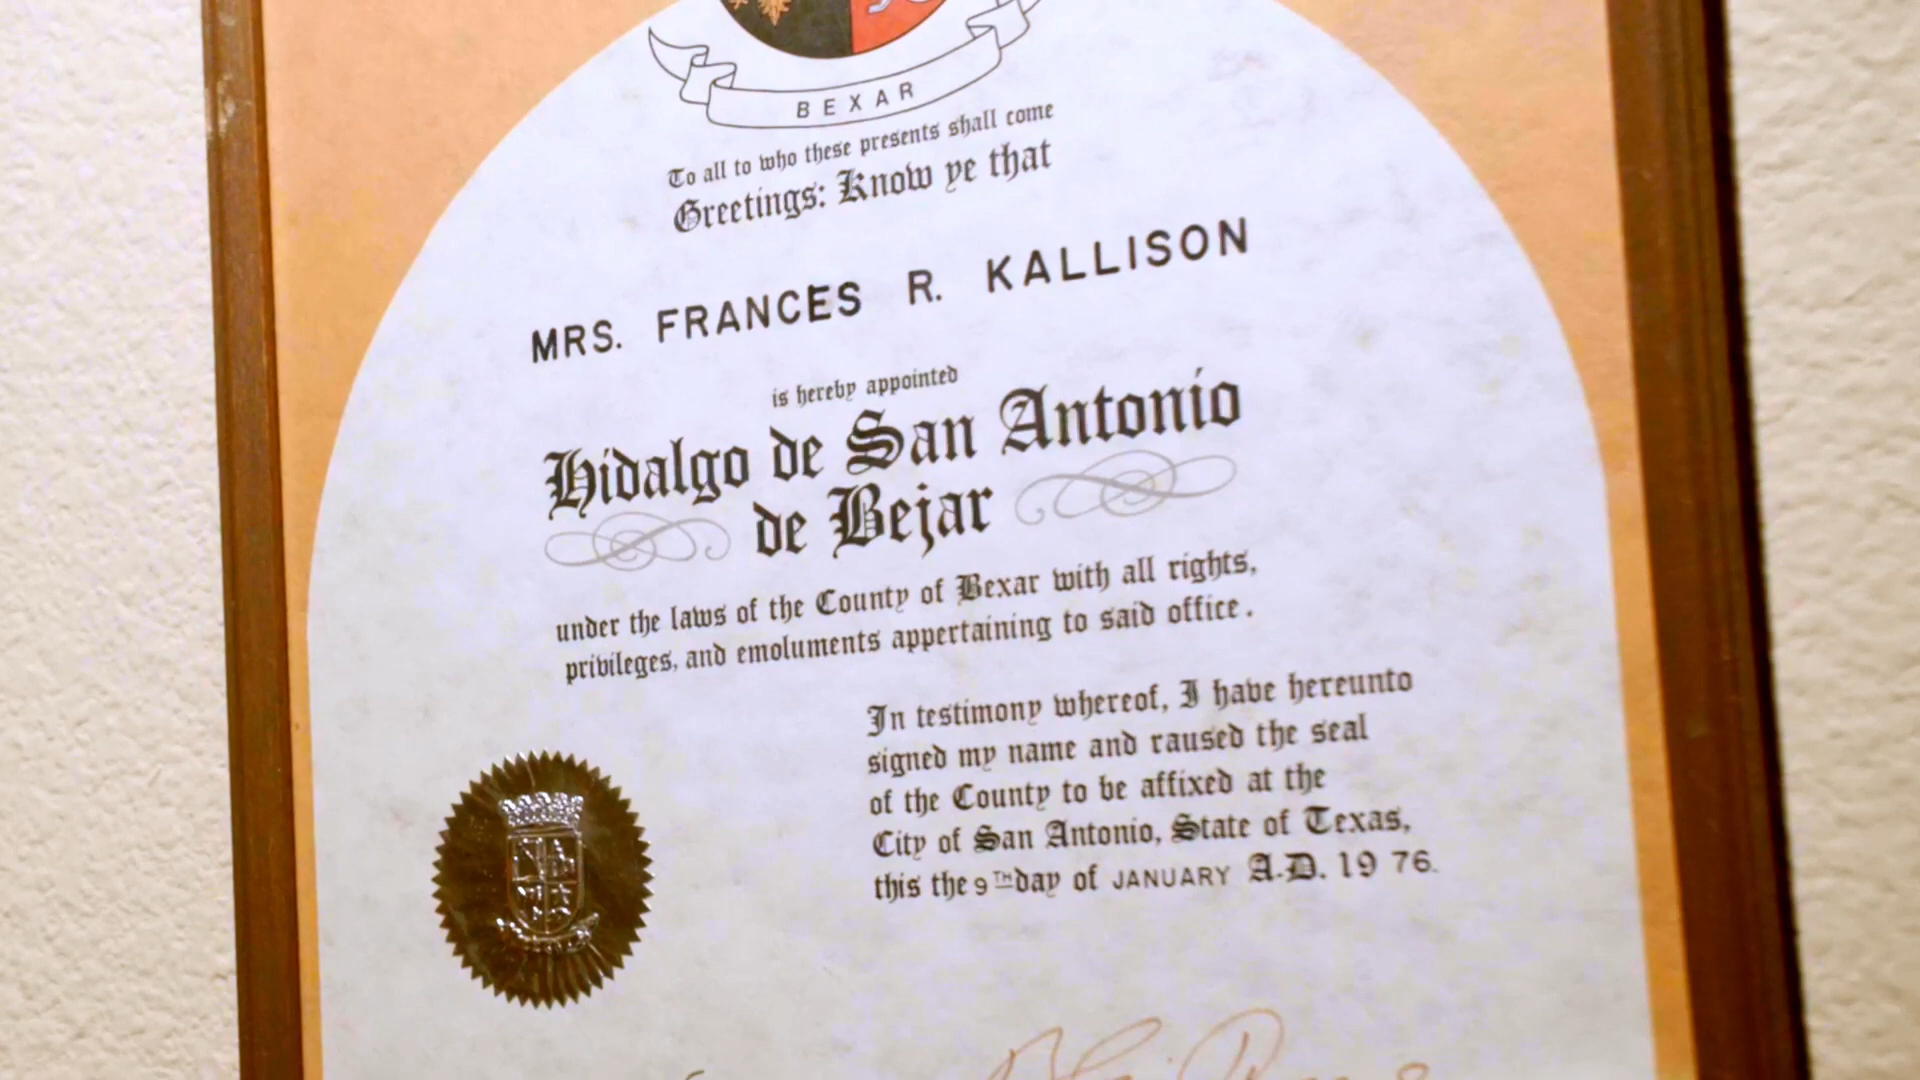 BEXAR
To all to who these presents shall come
Greetings: Know ye that
MRS. FRANCES R. KALLISON
is hereby appointed
Hidalgo de San Antonio
de Bejar
under the laws of the County of Bexar with all rights,
privileges, and emoluments appertaining to said office.
In testimony whereof, I have hereunto
signed my name and raused the seal
of the County to be affixed at the
City of San Antonio, State of Texas,
this the 9TH day of JANUARY A.D. 19 76.